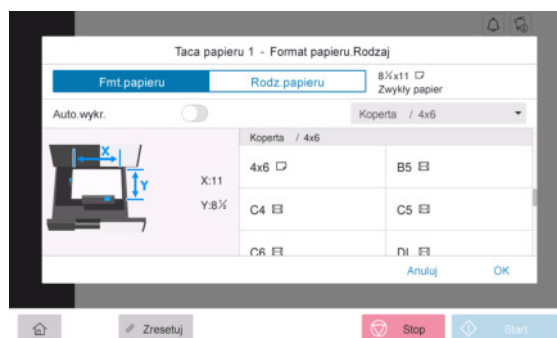 Taca papieru 1 - Format papieru.Rodzaj
Fmt.papieru
Rodz.papieru
8½x11
Zwykły papier
Auto.wykr.
Koperta / 4x6
Koperta / 4x6
X
Y
X:11
Y:8½
4x6
B5
C4
C5
C6
DL
Anuluj
OK
Zresetuj
Stop
Start